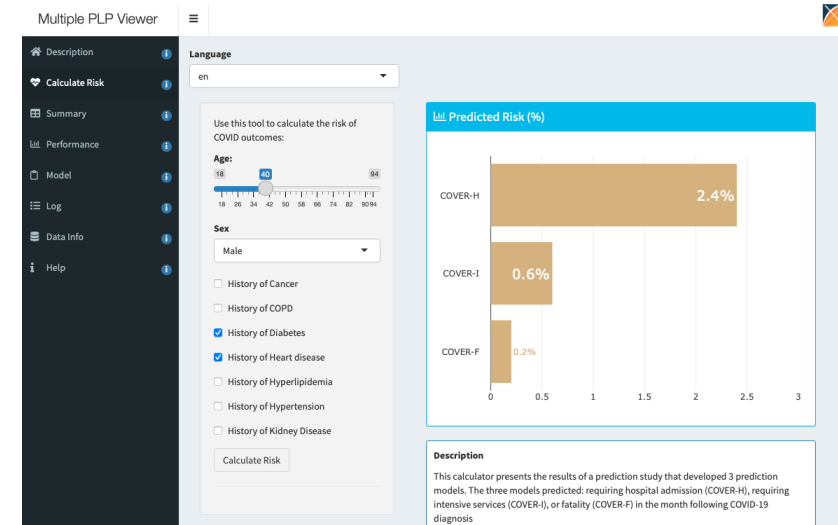 Multiple PLP Viewer
Description
Calculate Risk
Summary
Performance
Model
Log
Data Info
Help
Language
en
Use this tool to calculate the risk of
COVID outcomes:
Age:
18 40 94
18 26 34 42 50 58 66 74 82 90 94
Sex
Male
History of Cancer
History of COPD
History of Diabetes
History of Heart disease
History of Hyperlipidemia
History of Hypertension
History of Kidney Disease
Calculate Risk
Predicted Risk (%)
COVER-H 2.4%
COVER-I 0.6%
COVER-F 0.2%
0 0.5 1 1.5 2 2.5 3
Description
This calculator presents the results of a prediction study that developed 3 prediction
models. The three models predicted: requiring hospital admission (COVER-H), requiring
intensive services (COVER-I), or fatality (COVER-F) in the month following COVID-19
diagnosis